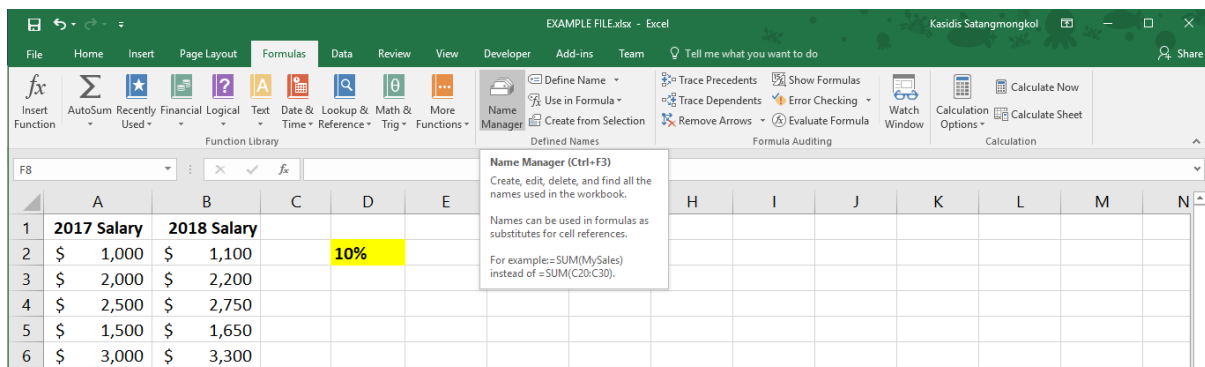 EXAMPLE FILE.xlsx - Excel
Kasidis Satangmongkol
File Home Insert Page Layout Formulas Data Review View Developer Add-ins Team Tell me what you want to do Share
fx Insert Function
Σ AutoSum
Recently Used
Financial
? Logical
A Text
Date & Time
Lookup & Reference
θ Math & Trig
More Functions
Function Library
Name Manager
Define Name
Use in Formula
Create from Selection
Defined Names
Trace Precedents
Trace Dependents
Remove Arrows
Show Formulas
Error Checking
Evaluate Formula
Formula Auditing
Watch Window
Calculation Options
Calculate Now
Calculate Sheet
Calculation
F8 fx
Name Manager (Ctrl+F3)
Create, edit, delete, and find all the
names used in the workbook.
Names can be used in formulas as
substitutes for cell references.
For example:=SUM(MySales)
instead of =SUM(C20:C30).
A B C D E H I J K L M N
1 2017 Salary 2018 Salary
2 $ 1,000 $ 1,100 10%
3 $ 2,000 $ 2,200
4 $ 2,500 $ 2,750
5 $ 1,500 $ 1,650
6 $ 3,000 $ 3,300